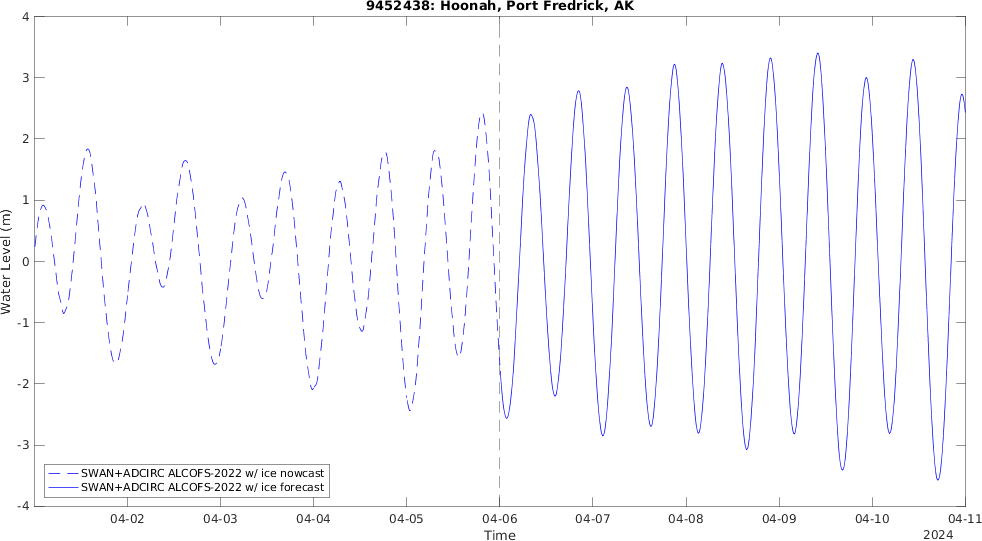 9452438: Hoonah, Port Fredrick, AK
4
3
2
1
0
-1
-2
-3
-4
Water Level (m)
SWAN+ADCIRC ALCOFS-2022 w/ ice nowcast
SWAN+ADCIRC ALCOFS-2022 w/ ice forecast
04-02 04-03 04-04 04-05 04-06 04-07 04-08 04-09 04-10 04-11
Time
2024